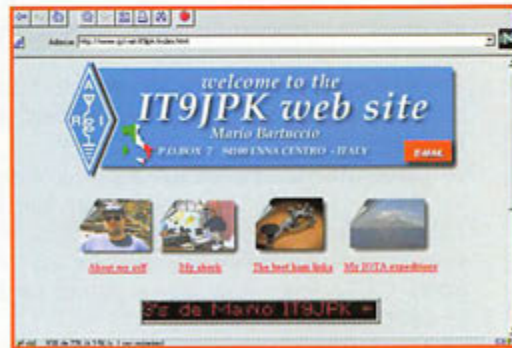 welcome to the
IT9JPK web site
Mario Bartuccio
P.O.BOX 7 94100 ENNA CENTRO - ITALY
E-MAIL
A
R I
About my self
My shack
The best ham links
My IOTA expeditions
's de Mario IT9JPK